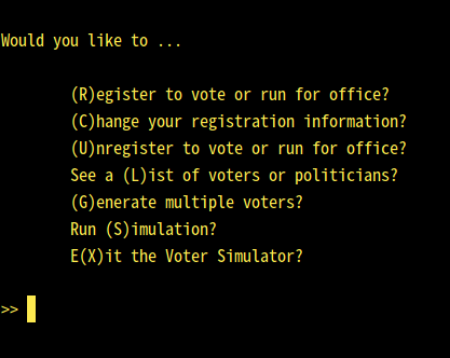 Would you like to ...
(R)egister to vote or run for office?
(C)hange your registration information?
(U)nregister to vote or run for office?
See a (L)ist of voters or politicians?
(G)enerate multiple voters?
Run (S)imulation?
E(X)it the Voter Simulator?
>>